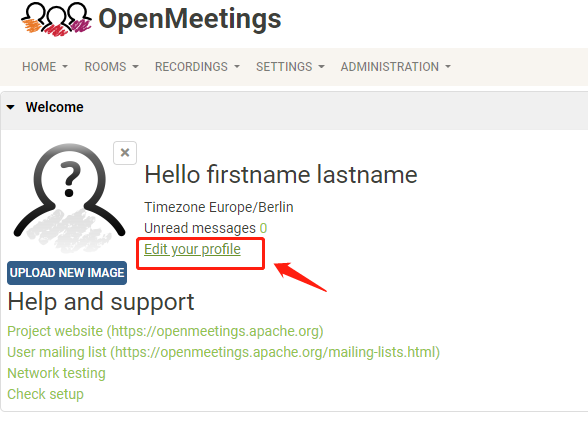 OpenMeetings
HOME ROOMS RECORDINGS SETTINGS ADMINISTRATION
Welcome
?
×
Hello firstname lastname
Timezone Europe/Berlin
Unread messages 0
Edit your profile
UPLOAD NEW IMAGE
Help and support
Project website (https://openmeetings.apache.org)
User mailing list (https://openmeetings.apache.org/mailing-lists.html)
Network testing
Check setup